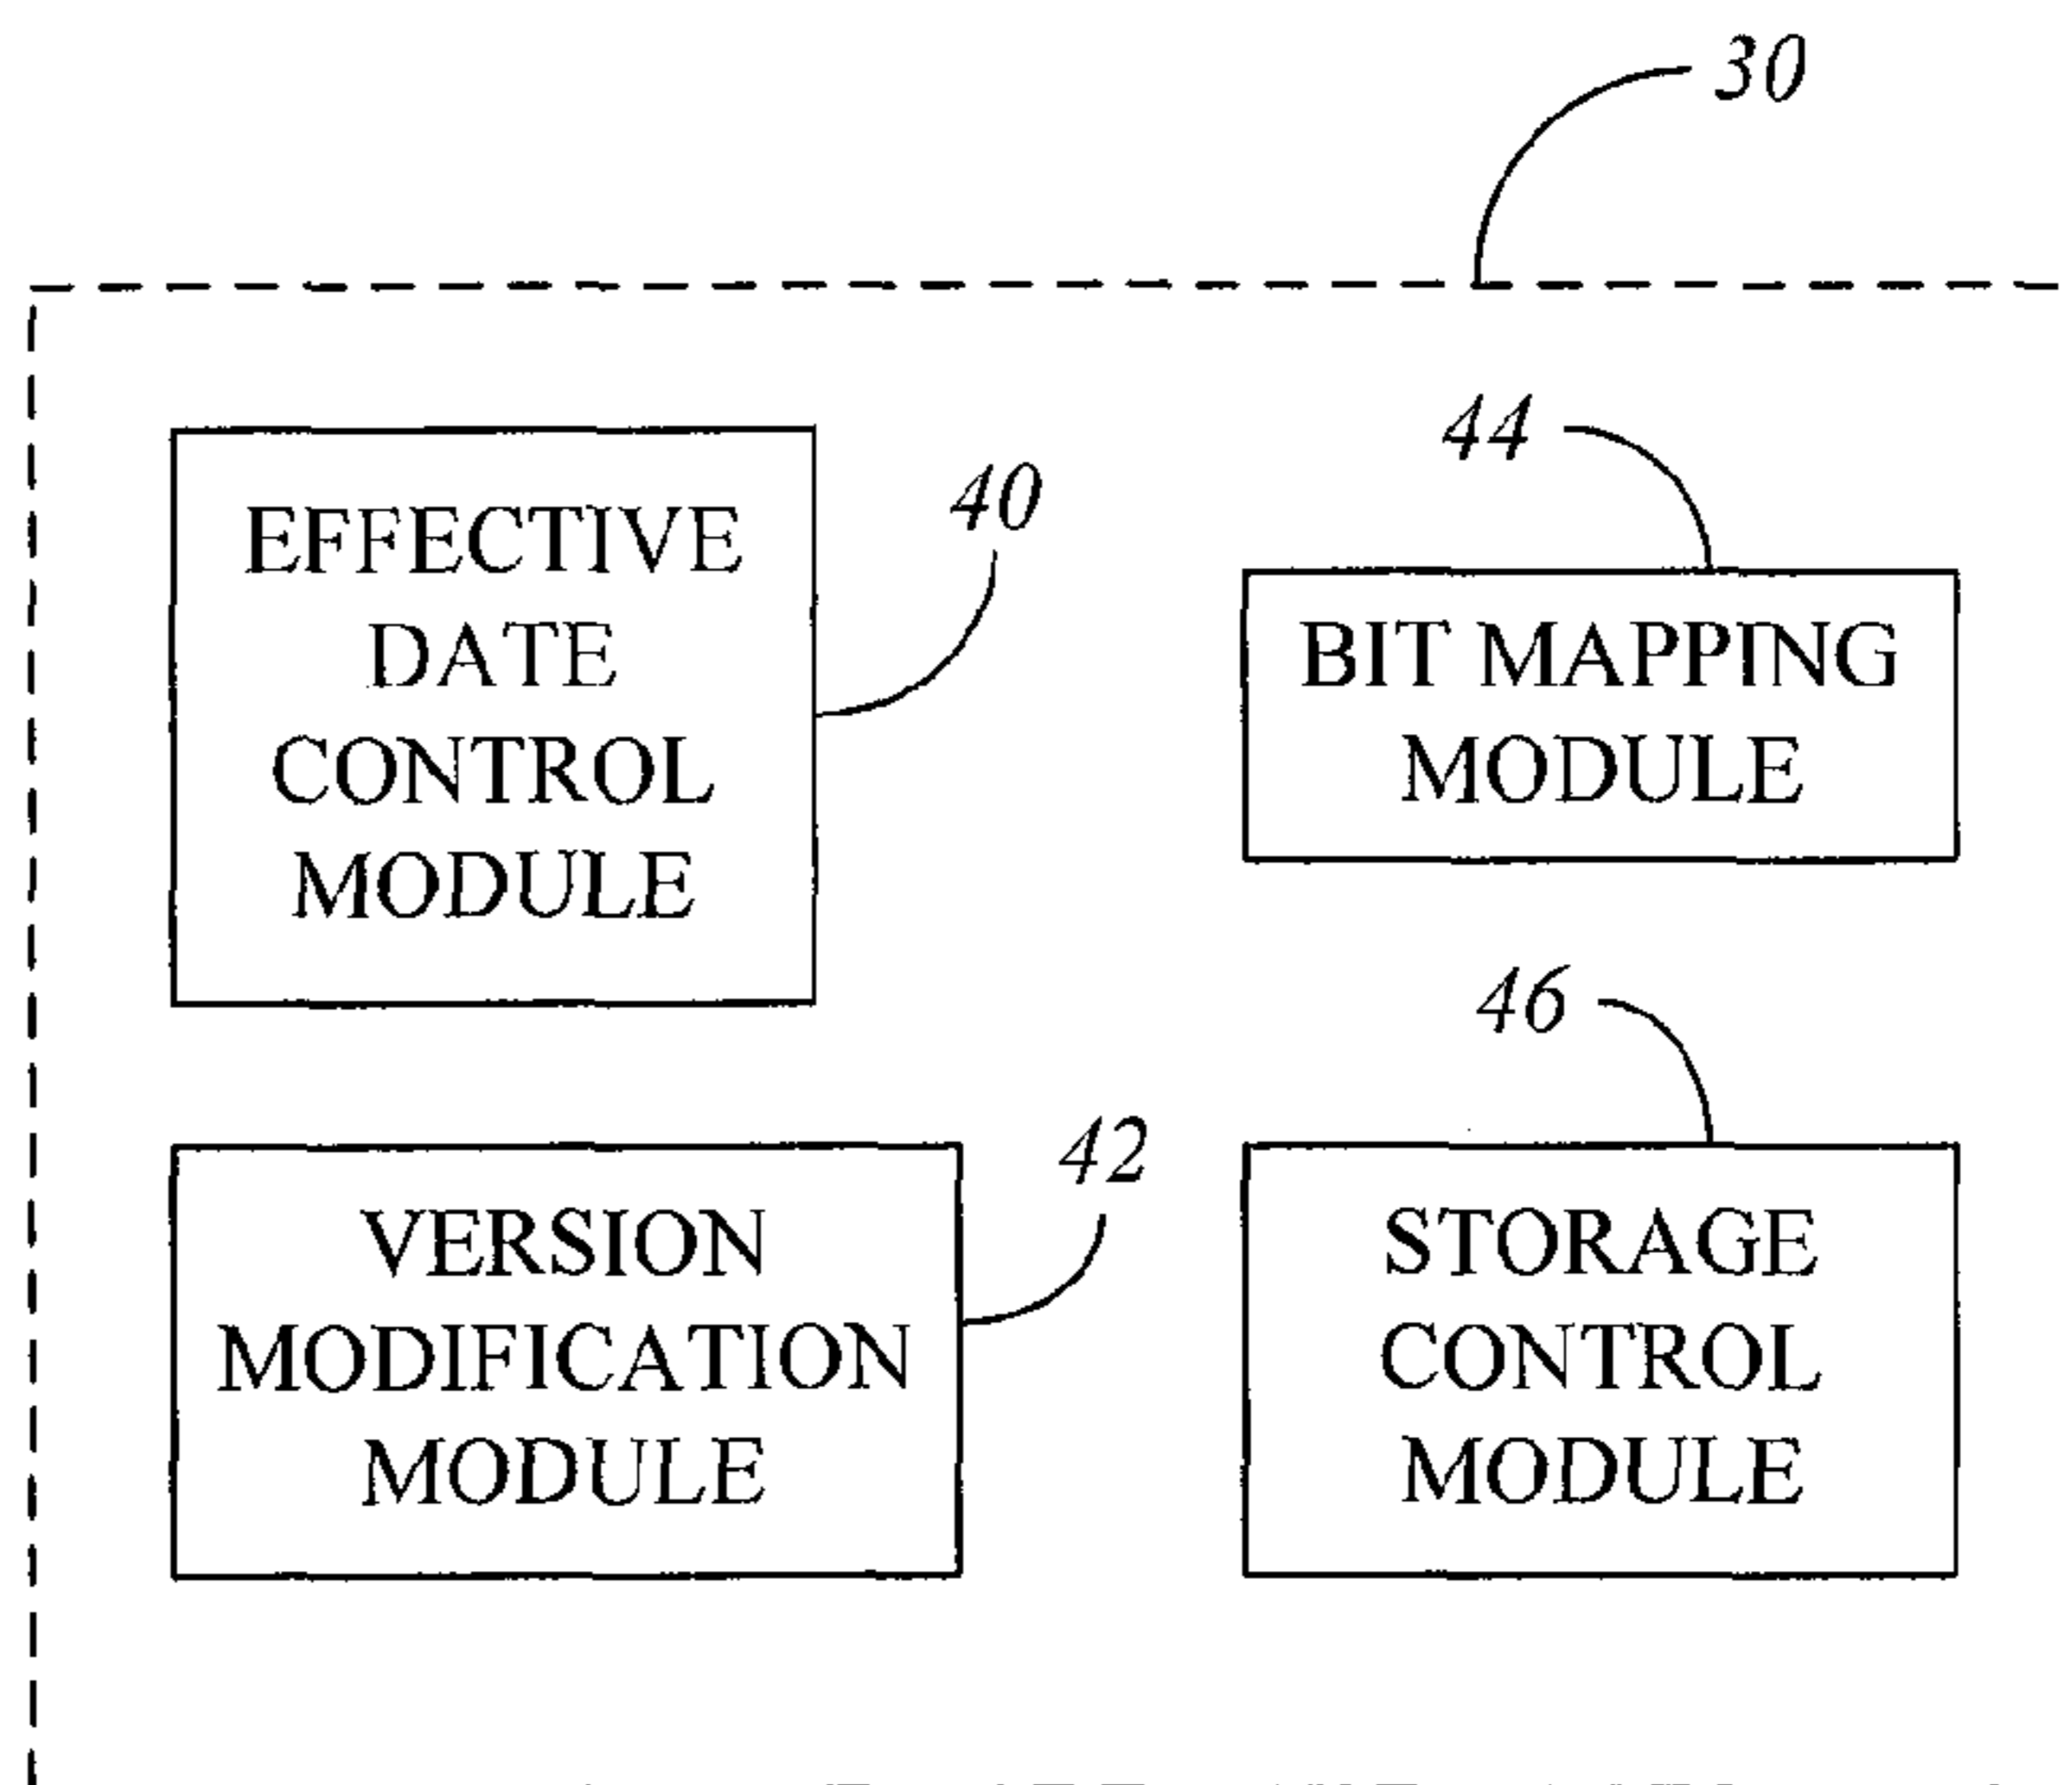 30
EFFECTIVE
DATE
CONTROL
MODULE
40
44
BIT MAPPING
MODULE
VERSION
MODIFICATION
MODULE
42
46
STORAGE
CONTROL
MODULE